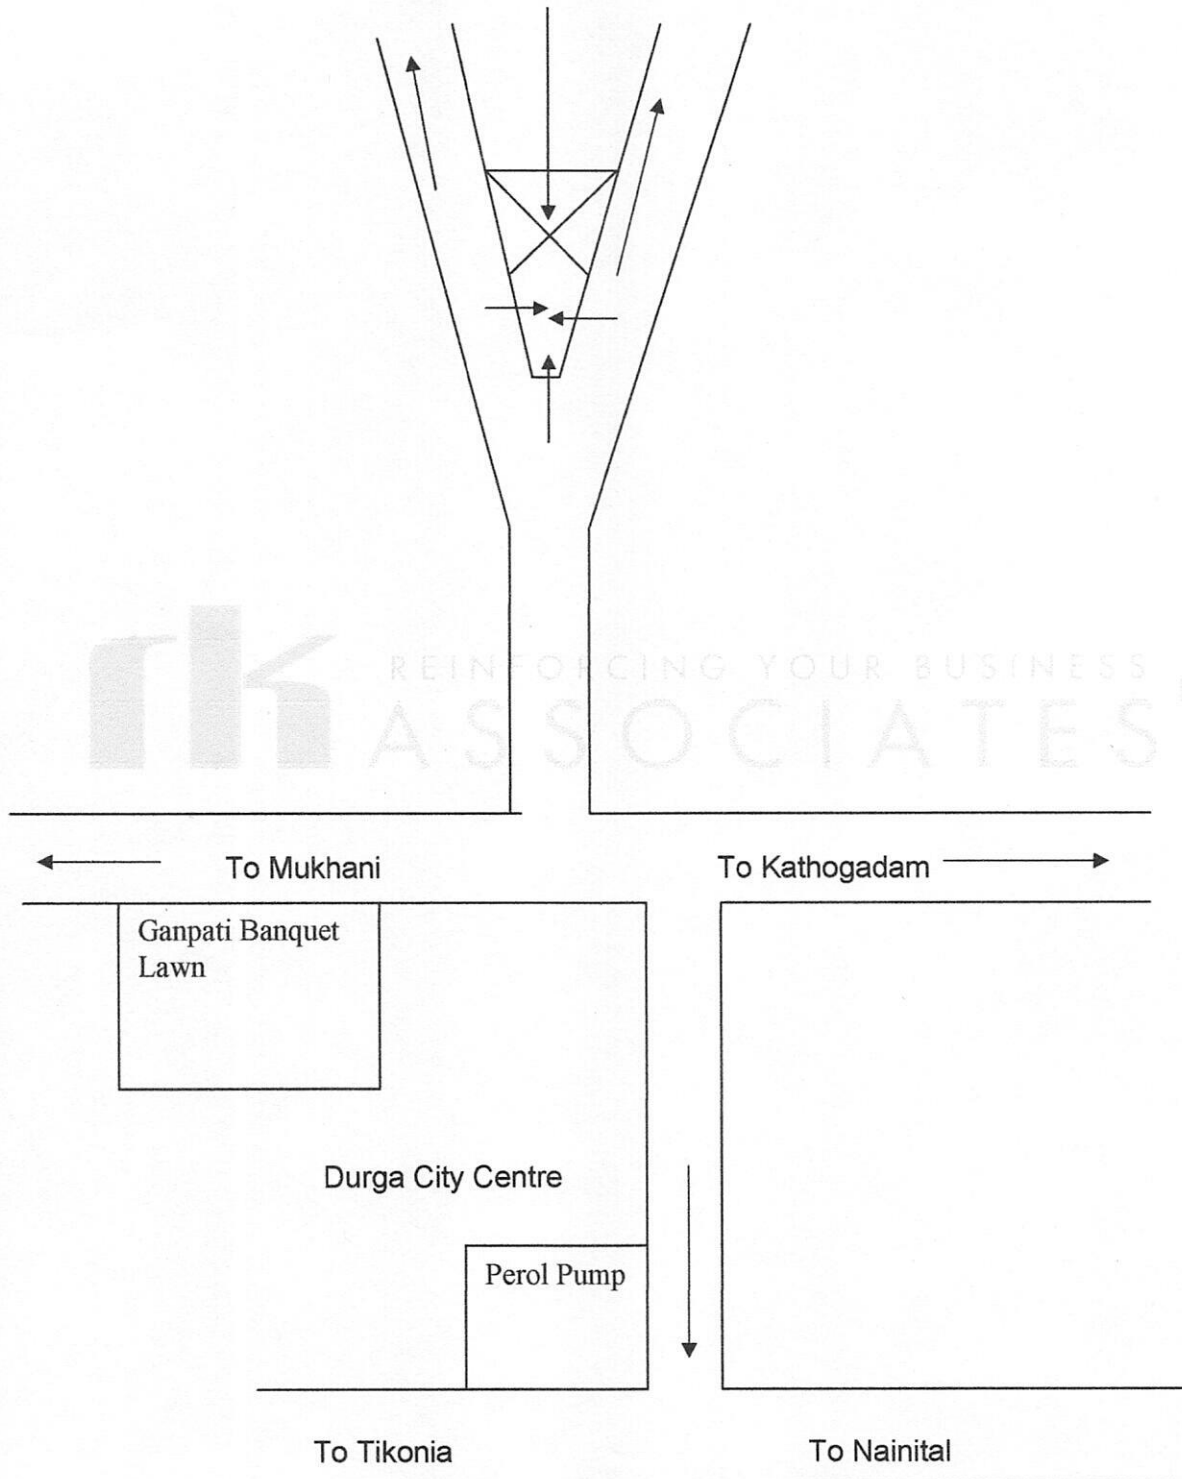 rk
REINFORCING YOUR BUSINESS
ASSOCIATES
To Mukhani
To Kathogadam
Ganpati Banquet
Lawn
Durga City Centre
Perol Pump
To Tikonia
To Nainital